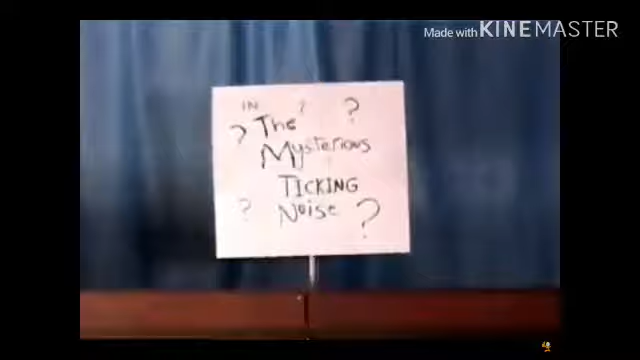 Made with KINEMASTER
IN ? ?
? The
Mysterious
TICKING
? Noise ?